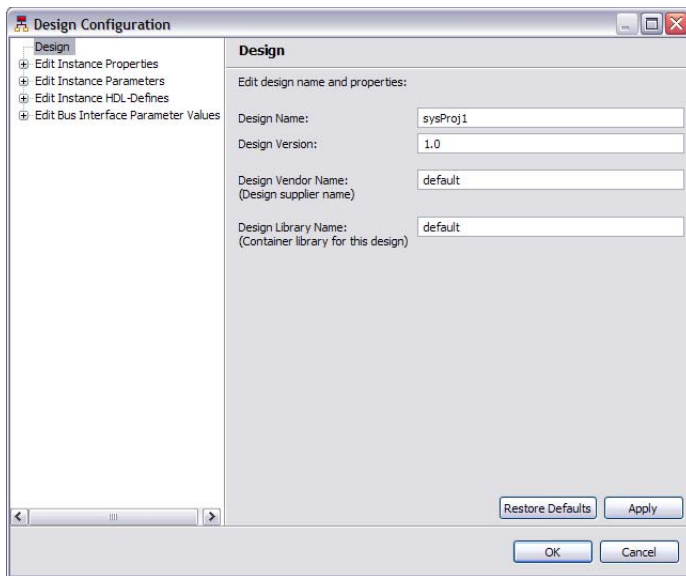 Design Configuration
Design
Edit Instance Properties
Edit Instance Parameters
Edit Instance HDL-Defines
Edit Bus Interface Parameter Values
Design
Edit design name and properties:
Design Name: sysProj1
Design Version: 1.0
Design Vendor Name: default
(Design supplier name)
Design Library Name: default
(Container library for this design)
Restore Defaults Apply
OK Cancel